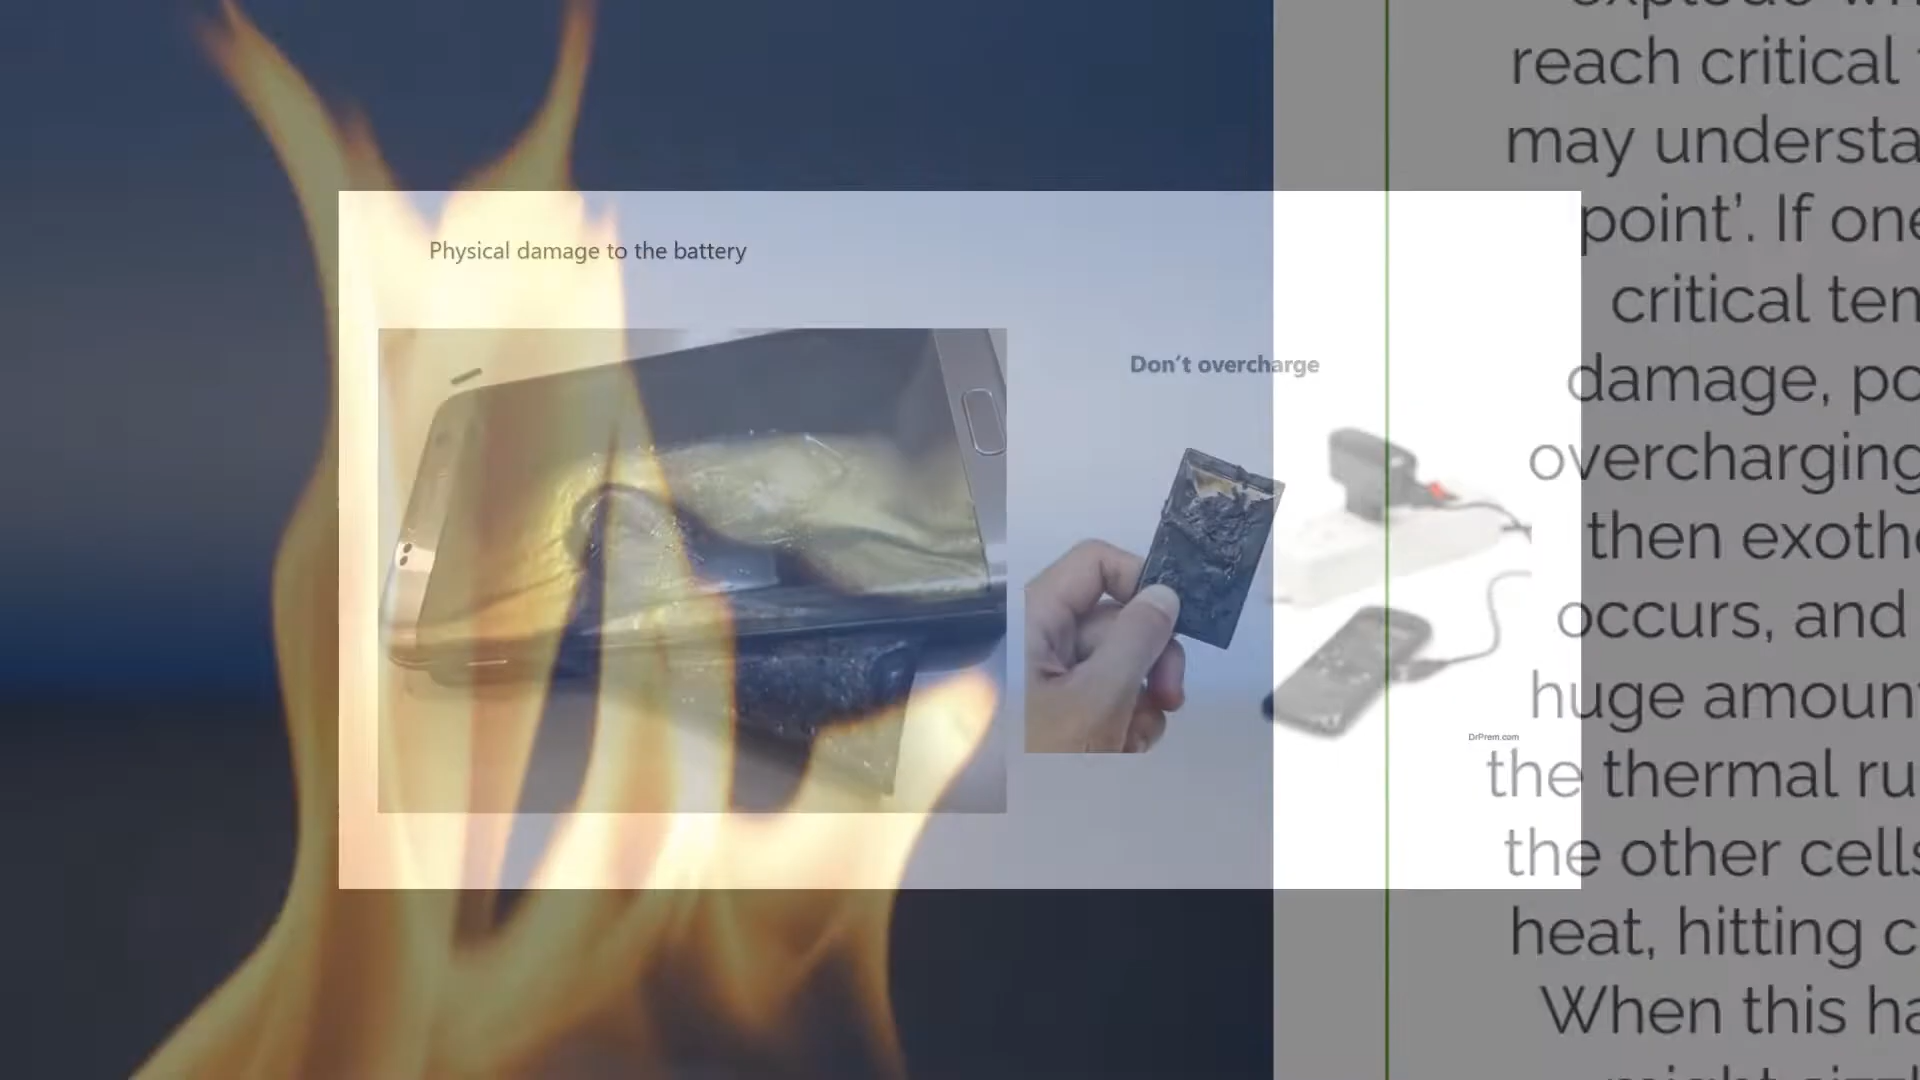 Physical damage to the battery
Don't overcharge
DrPrem.com
reach critical
may understa
point’. If one
critical ten
damage, po
overcharging
then exoth
occurs, and
huge amoun
the thermal ru
the other cells
heat, hitting c
When this ha